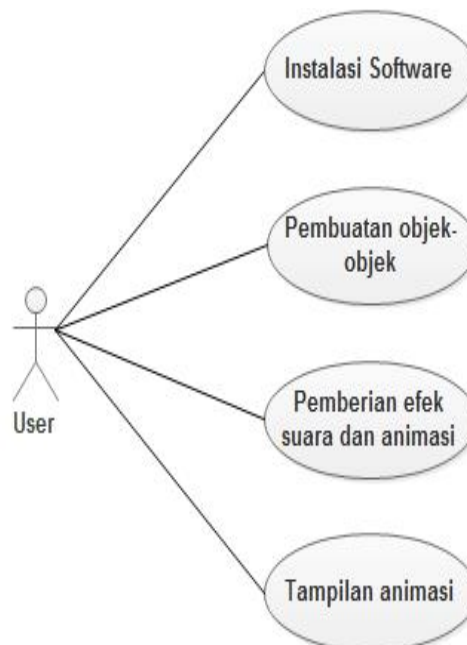 Instalasi Software
Pembuatan objek-
objek
Pemberian efek
suara dan animasi
Tampilan animasi
User